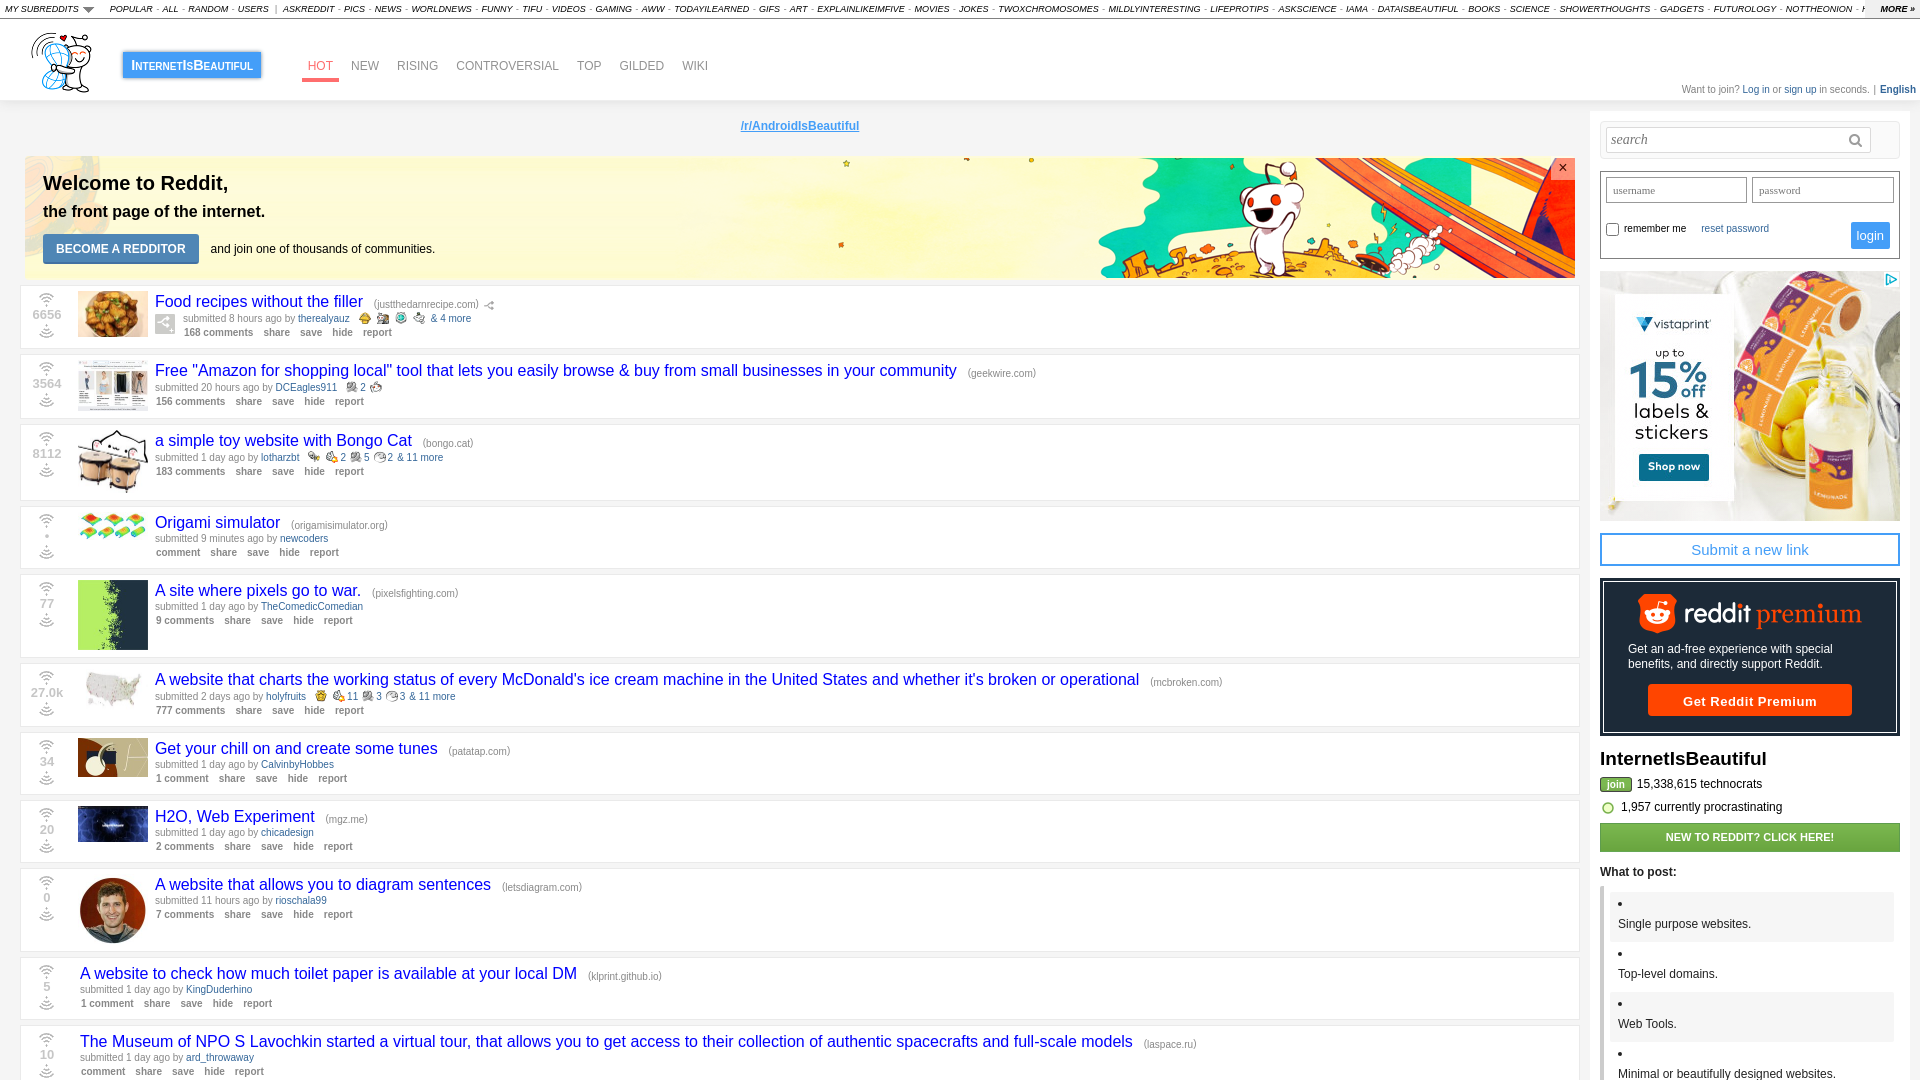 MY SUBREDDITS POPULAR - ALL - RANDOM - USERS | ASKREDDIT - PICS - NEWS - WORLDNEWS - FUNNY - TIFU - VIDEOS - GAMING - AWW - TODAYILEARNED - GIFS - ART - EXPLAINLIKEIMFIVE - MOVIES - JOKES - TWOXCHROMOSOMES - MILDLYINTERESTING - LIFEPROTIPS - ASKSCIENCE - IAMA - DATAISBEAUTIFUL - BOOKS - SCIENCE - SHOWERTHOUGHTS - GADGETS - FUTUROLOGY - NOTTHEONION - MORE »
InternetIsBeautiful HOT NEW RISING CONTROVERSIAL TOP GILDED WIKI
Want to join? Log in or sign up in seconds. | English
/r/AndroidIsBeautiful
Welcome to Reddit,
the front page of the internet.
BECOME A REDDITOR and join one of thousands of communities.
×
6656
Food recipes without the filler (justthedarnrecipe.com)
submitted 8 hours ago by therealyauz & 4 more
168 comments share save hide report
3564
Free "Amazon for shopping local" tool that lets you easily browse & buy from small businesses in your community (geekwire.com)
submitted 20 hours ago by DCEagles911 2
156 comments share save hide report
8112
a simple toy website with Bongo Cat (bongo.cat)
submitted 1 day ago by lotharzbt 2 5 2 & 11 more
183 comments share save hide report
•
Origami simulator (origamisimulator.org)
submitted 9 minutes ago by newcoders
comment share save hide report
77
A site where pixels go to war. (pixelsfighting.com)
submitted 1 day ago by TheComedicComedian
9 comments share save hide report
27.0k
A website that charts the working status of every McDonald's ice cream machine in the United States and whether it's broken or operational (mcbroken.com)
submitted 2 days ago by holyfruits 11 3 3 & 11 more
777 comments share save hide report
34
Get your chill on and create some tunes (patatap.com)
submitted 1 day ago by CalvinbyHobbes
1 comment share save hide report
20
H2O, Web Experiment (mgz.me)
submitted 1 day ago by chicadesign
2 comments share save hide report
0
A website that allows you to diagram sentences (letsdiagram.com)
submitted 11 hours ago by rioschala99
7 comments share save hide report
5
A website to check how much toilet paper is available at your local DM (klprint.github.io)
submitted 1 day ago by KingDuderhino
1 comment share save hide report
10
The Museum of NPO S Lavochkin started a virtual tour, that allows you to get access to their collection of authentic spacecrafts and full-scale models (laspace.ru)
submitted 1 day ago by ard_throwaway
comment share save hide report
search
username password
remember me reset password login
vistaprint
up to
15% off
labels &
stickers
Shop now
LEMONADE
Submit a new link
reddit premium
Get an ad-free experience with special
benefits, and directly support Reddit.
Get Reddit Premium
InternetIsBeautiful
join 15,338,615 technocrats
1,957 currently procrastinating
NEW TO REDDIT? CLICK HERE!
What to post:
•
Single purpose websites.
•
Top-level domains.
•
Web Tools.
•
Minimal or beautifully designed websites.